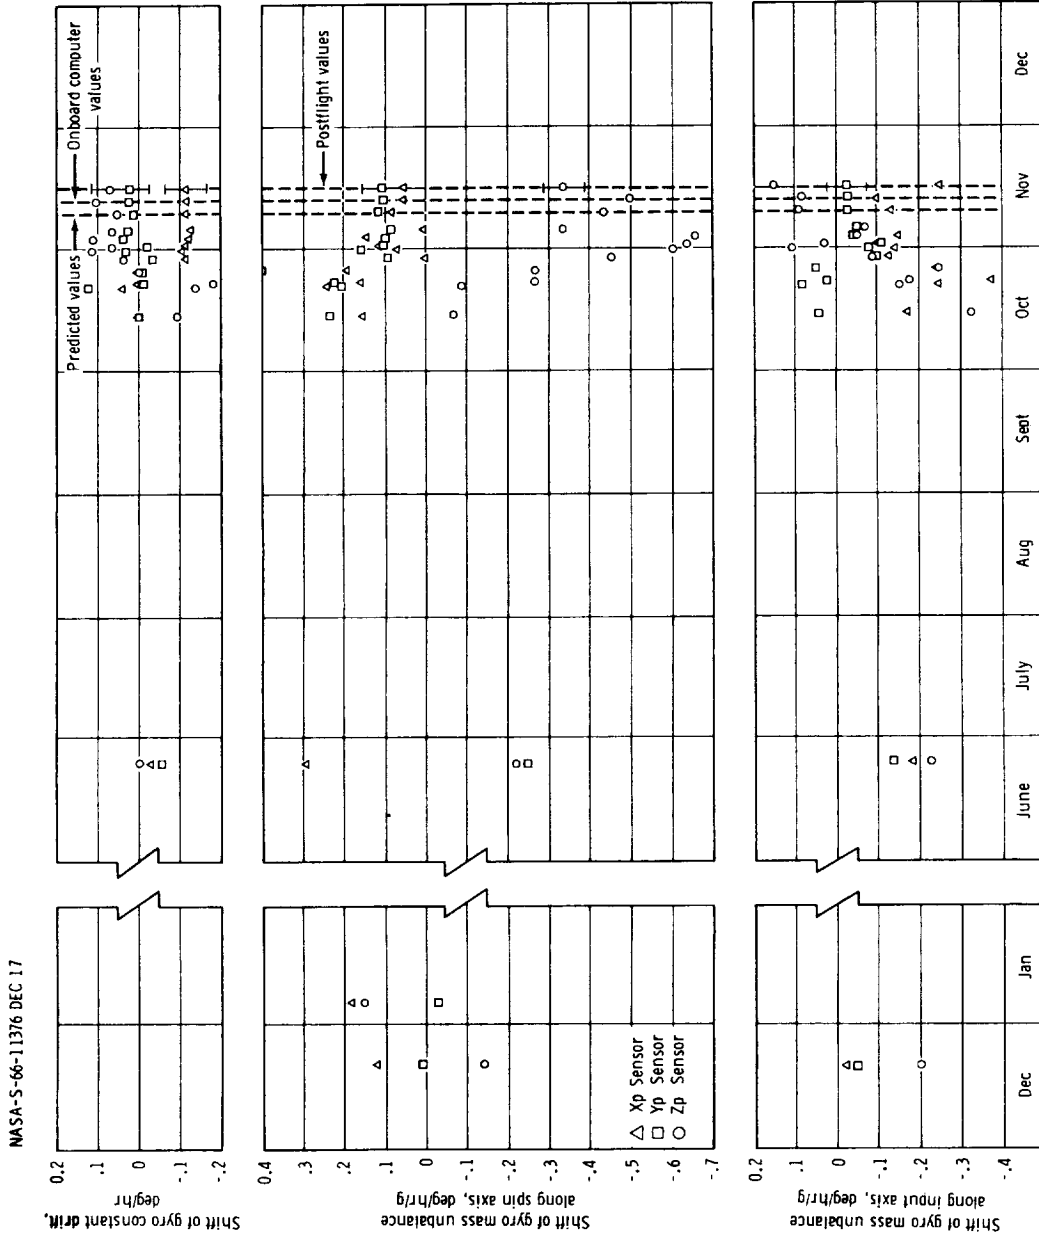 NASA-S-66-11376 DEC 17
Shift of gyro constant drift,
deg/hr
0.2
.1
0
-.1
-.2
Predicted values
Onboard computer
values
Shift of gyro mass unbalance
along spin axis, deg/hr/g
0.4
.3
.2
.1
0
-.1
-.2
-.3
-.4
-.5
-.6
-.7
Postflight values
Xp Sensor
Yp Sensor
Zp Sensor
Shift of gyro mass unbalance
along input axis, deg/hr/g
0.2
.1
0
-.1
-.2
-.3
-.4
Dec
Jan
June
July
Aug
Sept
Oct
Nov
Dec